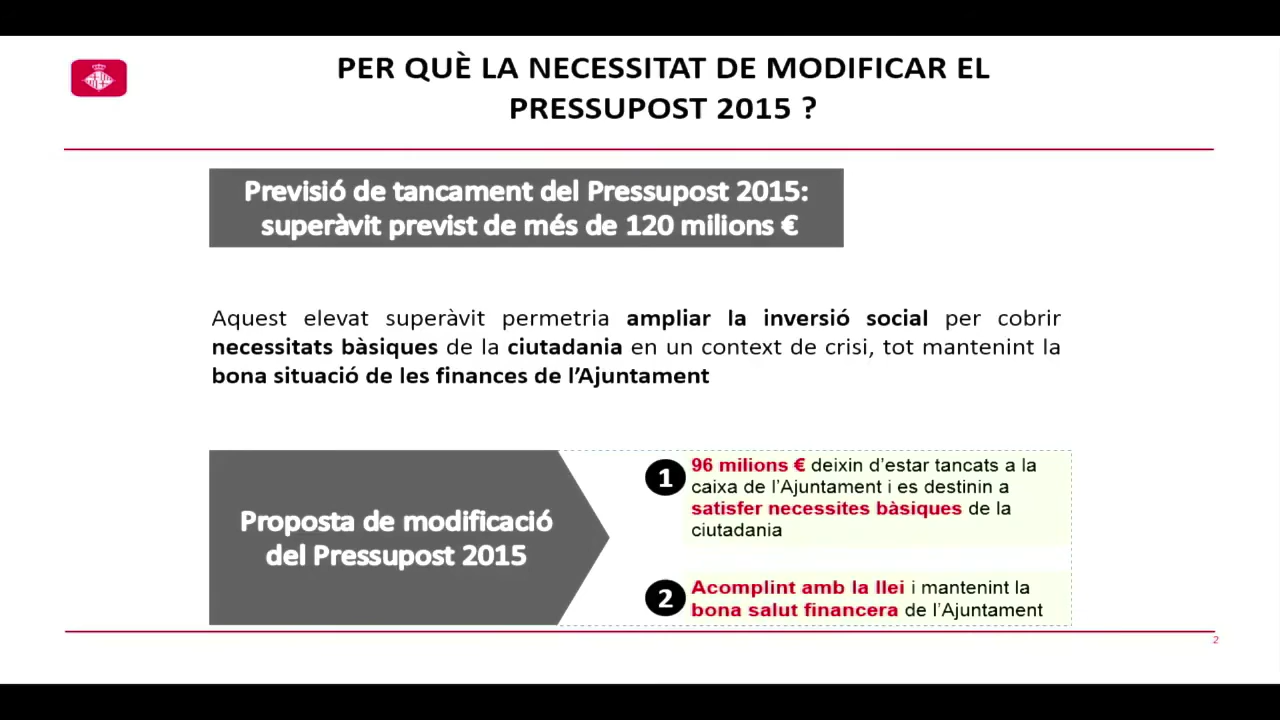 PER QUÈ LA NECESSITAT DE MODIFICAR EL
PRESSUPOST 2015 ?
Previsió de tancament del Pressupost 2015:
superàvit previst de més de 120 milions €
Aquest elevat superàvit permetria ampliar la inversió social per cobrir
necessitats bàsiques de la ciutadania en un context de crisi, tot mantenint la
bona situació de les finances de l’Ajuntament
Proposta de modificació
del Pressupost 2015
1
96 milions € deixin d’estar tancats a la
caixa de l’Ajuntament i es destinin a
satisfer necessites bàsiques de la
ciutadania
2
Acomplint amb la llei i mantenint la
bona salut financera de l’Ajuntament
2